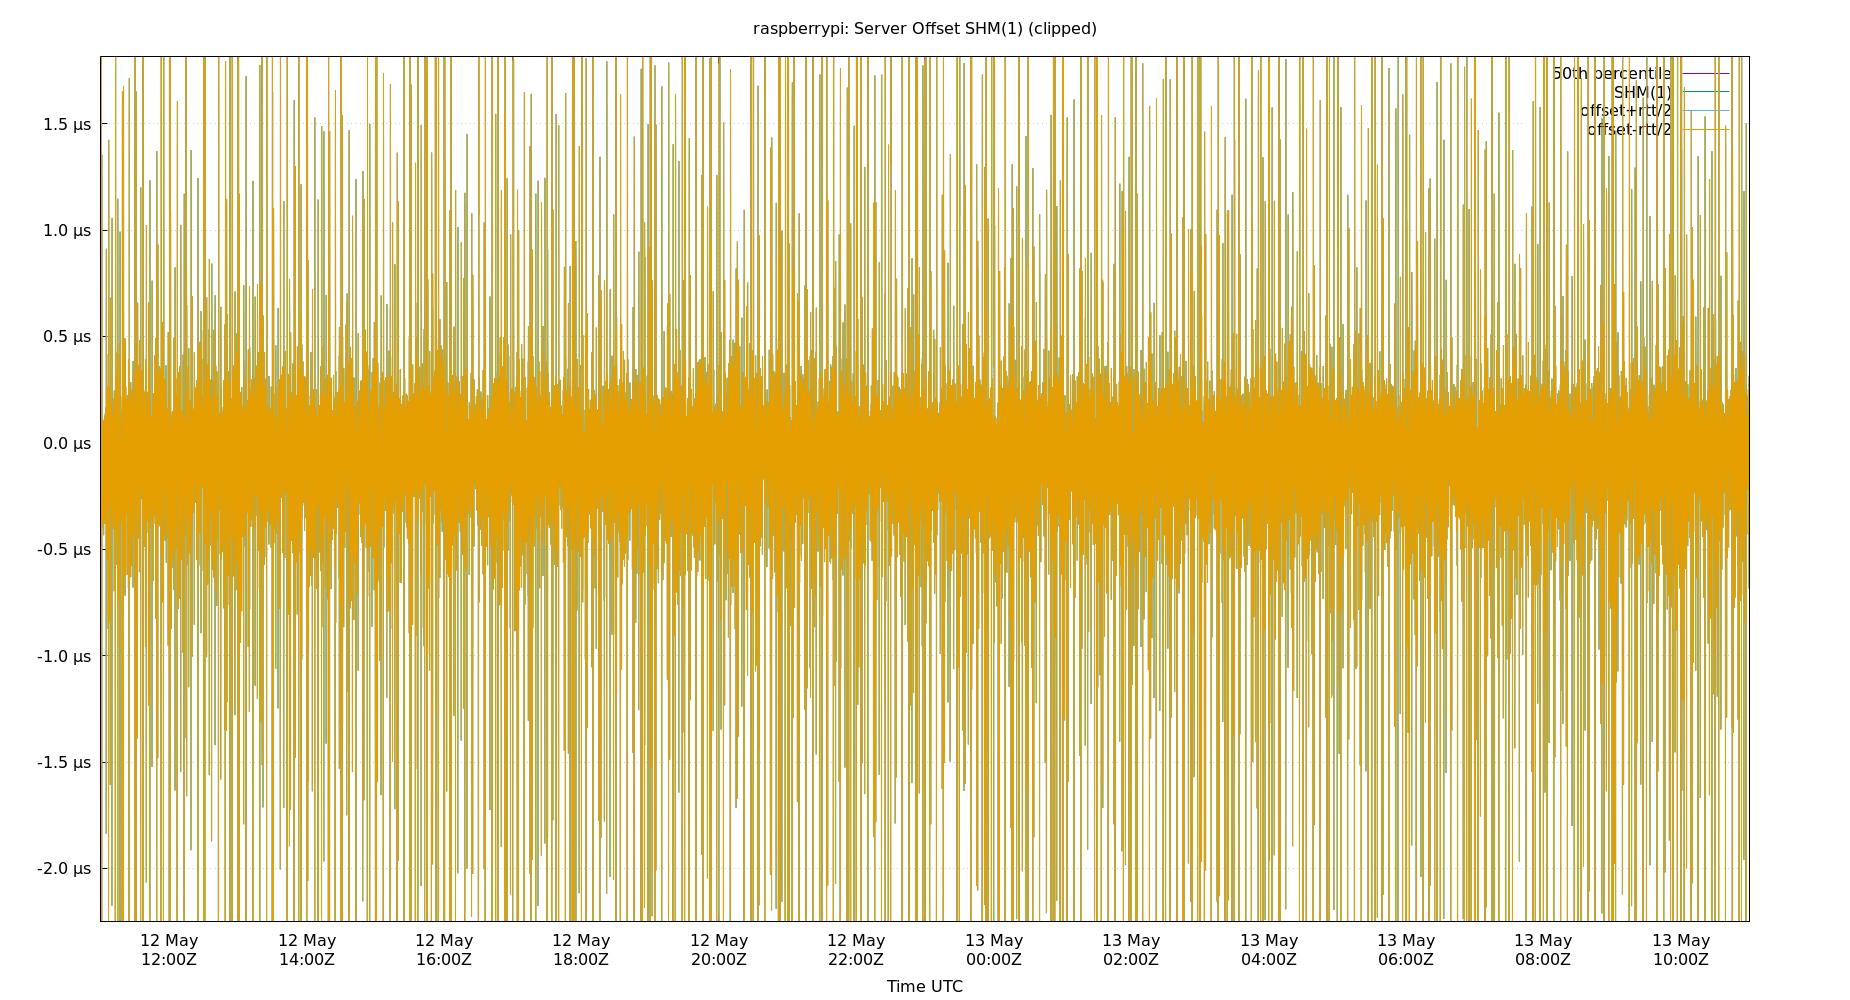 raspberrypi: Server Offset SHM(1) (clipped)
50th percentile
SHM(1)
offset+rtt/2
offset-rtt/2
1.5 µs
1.0 µs
0.5 µs
0.0 µs
-0.5 µs
-1.0 µs
-1.5 µs
-2.0 µs
12 May 12 May 12 May 12 May 12 May 12 May 13 May 13 May 13 May 13 May 13 May 13 May
12:00Z 14:00Z 16:00Z 18:00Z 20:00Z 22:00Z 00:00Z 02:00Z 04:00Z 06:00Z 08:00Z 10:00Z
Time UTC